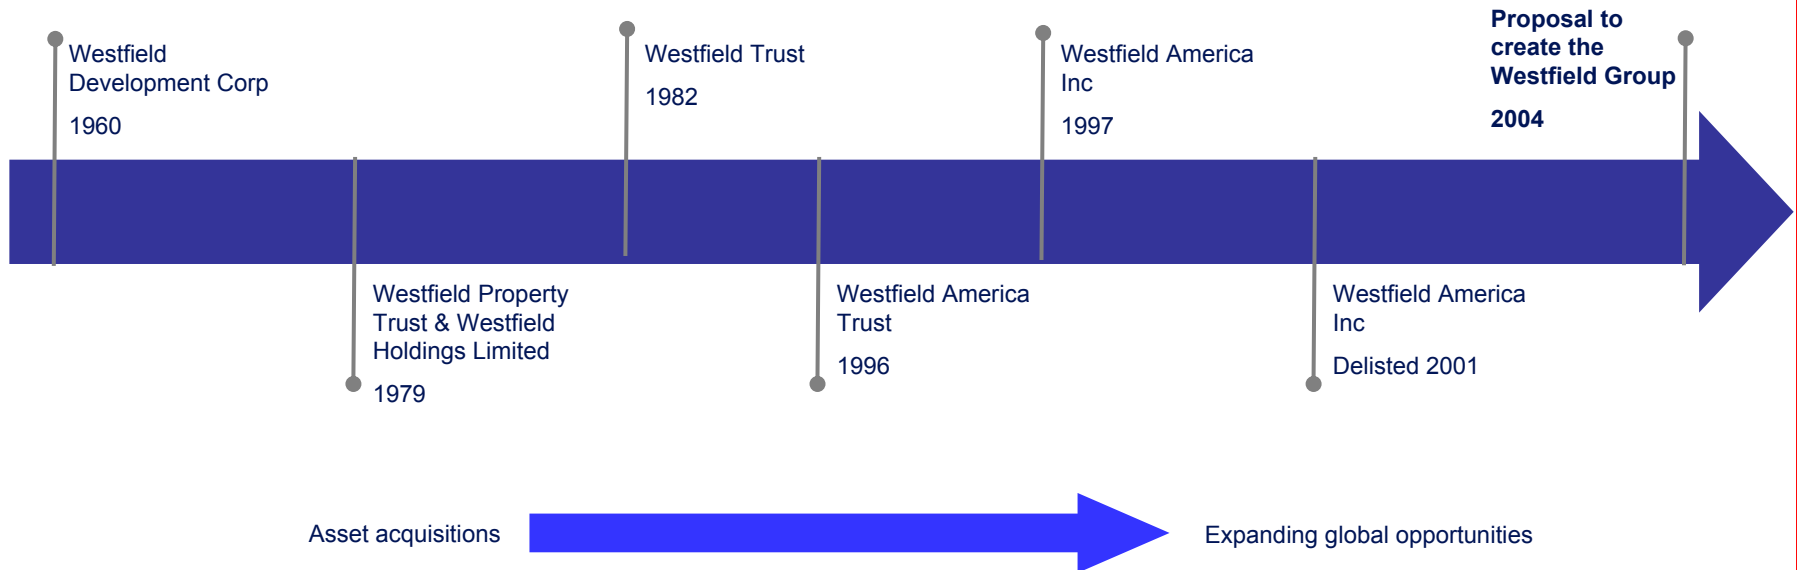 Westfield
Development Corp
1960
Westfield Property
Trust & Westfield
Holdings Limited
1979
Westfield Trust
1982
Westfield America
Trust
1996
Westfield America
Inc
1997
Westfield America
Inc
Delisted 2001
Proposal to
create the
Westfield Group
2004
Asset acquisitions
Expanding global opportunities